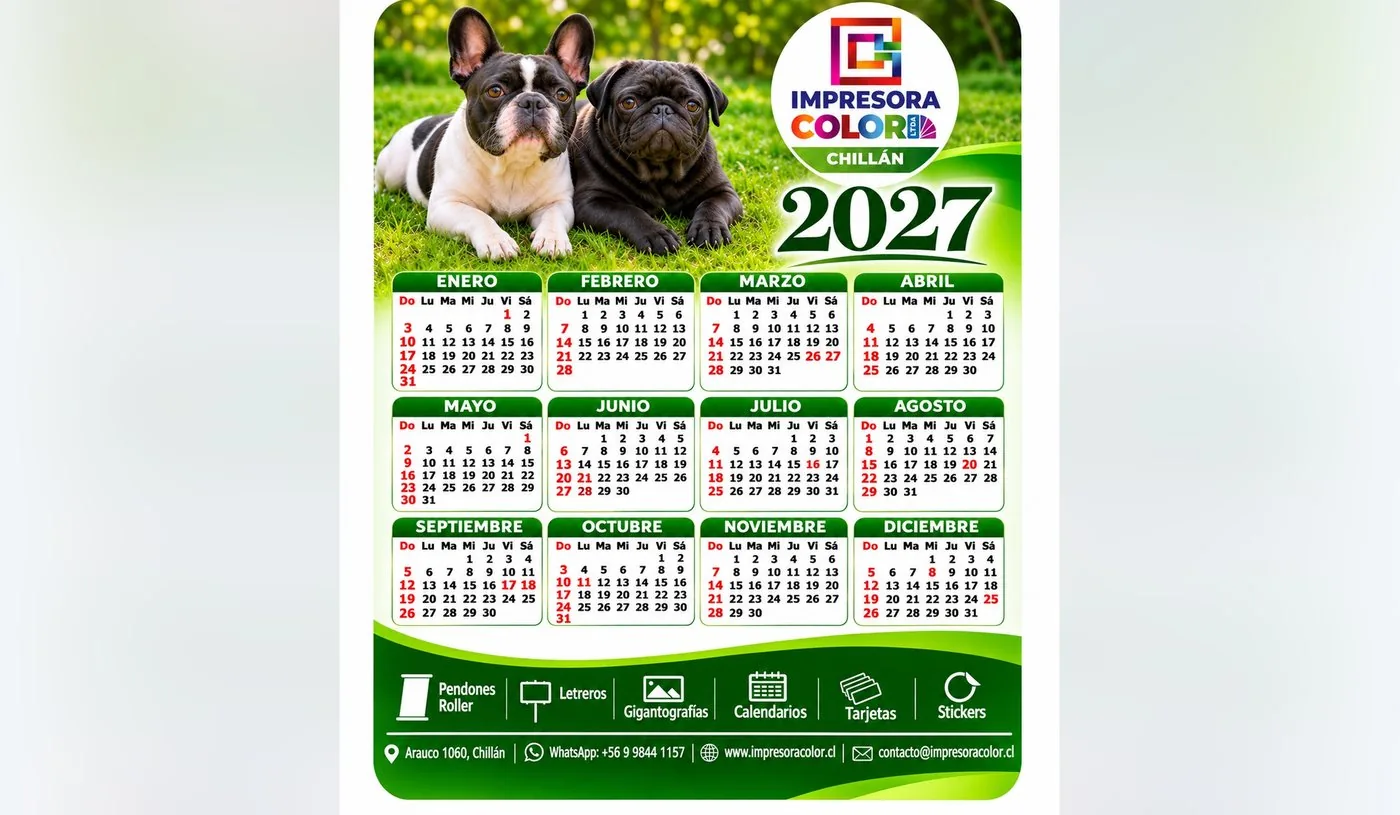 IMPRESORA
COLOR LTDA
CHILLÁN
2027
ENERO
Do Lu Ma Mi Ju Vi Sá
1 2
3 4 5 6 7 8 9
10 11 12 13 14 15 16
17 18 19 20 21 22 23
24 25 26 27 28 29 30
31
FEBRERO
Do Lu Ma Mi Ju Vi Sá
1 2 3 4 5 6
7 8 9 10 11 12 13
14 15 16 17 18 19 20
21 22 23 24 25 26 27
28
MARZO
Do Lu Ma Mi Ju Vi Sá
1 2 3 4 5 6
7 8 9 10 11 12 13
14 15 16 17 18 19 20
21 22 23 24 25 26 27
28 29 30 31
ABRIL
Do Lu Ma Mi Ju Vi Sá
1 2 3
4 5 6 7 8 9 10
11 12 13 14 15 16 17
18 19 20 21 22 23 24
25 26 27 28 29 30
MAYO
Do Lu Ma Mi Ju Vi Sá
1
2 3 4 5 6 7 8
9 10 11 12 13 14 15
16 17 18 19 20 21 22
23 24 25 26 27 28 29
30 31
JUNIO
Do Lu Ma Mi Ju Vi Sá
1 2 3 4 5
6 7 8 9 10 11 12
13 14 15 16 17 18 19
20 21 22 23 24 25 26
27 28 29 30
JULIO
Do Lu Ma Mi Ju Vi Sá
1 2 3
4 5 6 7 8 9 10
11 12 13 14 15 16 17
18 19 20 21 22 23 24
25 26 27 28 29 30 31
AGOSTO
Do Lu Ma Mi Ju Vi Sá
1 2 3 4 5 6 7
8 9 10 11 12 13 14
15 16 17 18 19 20 21
22 23 24 25 26 27 28
29 30 31
SEPTIEMBRE
Do Lu Ma Mi Ju Vi Sá
1 2 3 4
5 6 7 8 9 10 11
12 13 14 15 16 17 18
19 20 21 22 23 24 25
26 27 28 29 30
OCTUBRE
Do Lu Ma Mi Ju Vi Sá
1 2
3 4 5 6 7 8 9
10 11 12 13 14 15 16
17 18 19 20 21 22 23
24 25 26 27 28 29 30
31
NOVIEMBRE
Do Lu Ma Mi Ju Vi Sá
1 2 3 4 5 6
7 8 9 10 11 12 13
14 15 16 17 18 19 20
21 22 23 24 25 26 27
28 29 30
DICIEMBRE
Do Lu Ma Mi Ju Vi Sá
1 2 3 4
5 6 7 8 9 10 11
12 13 14 15 16 17 18
19 20 21 22 23 24 25
26 27 28 29 30 31
Pendones
Roller
Letreros
Gigantografías
Calendarios
Tarjetas
Stickers
Arauco 1060, Chillán
WhatsApp: +56 9 9844 1157
www.impresoracolor.cl
contacto@impresoracolor.cl